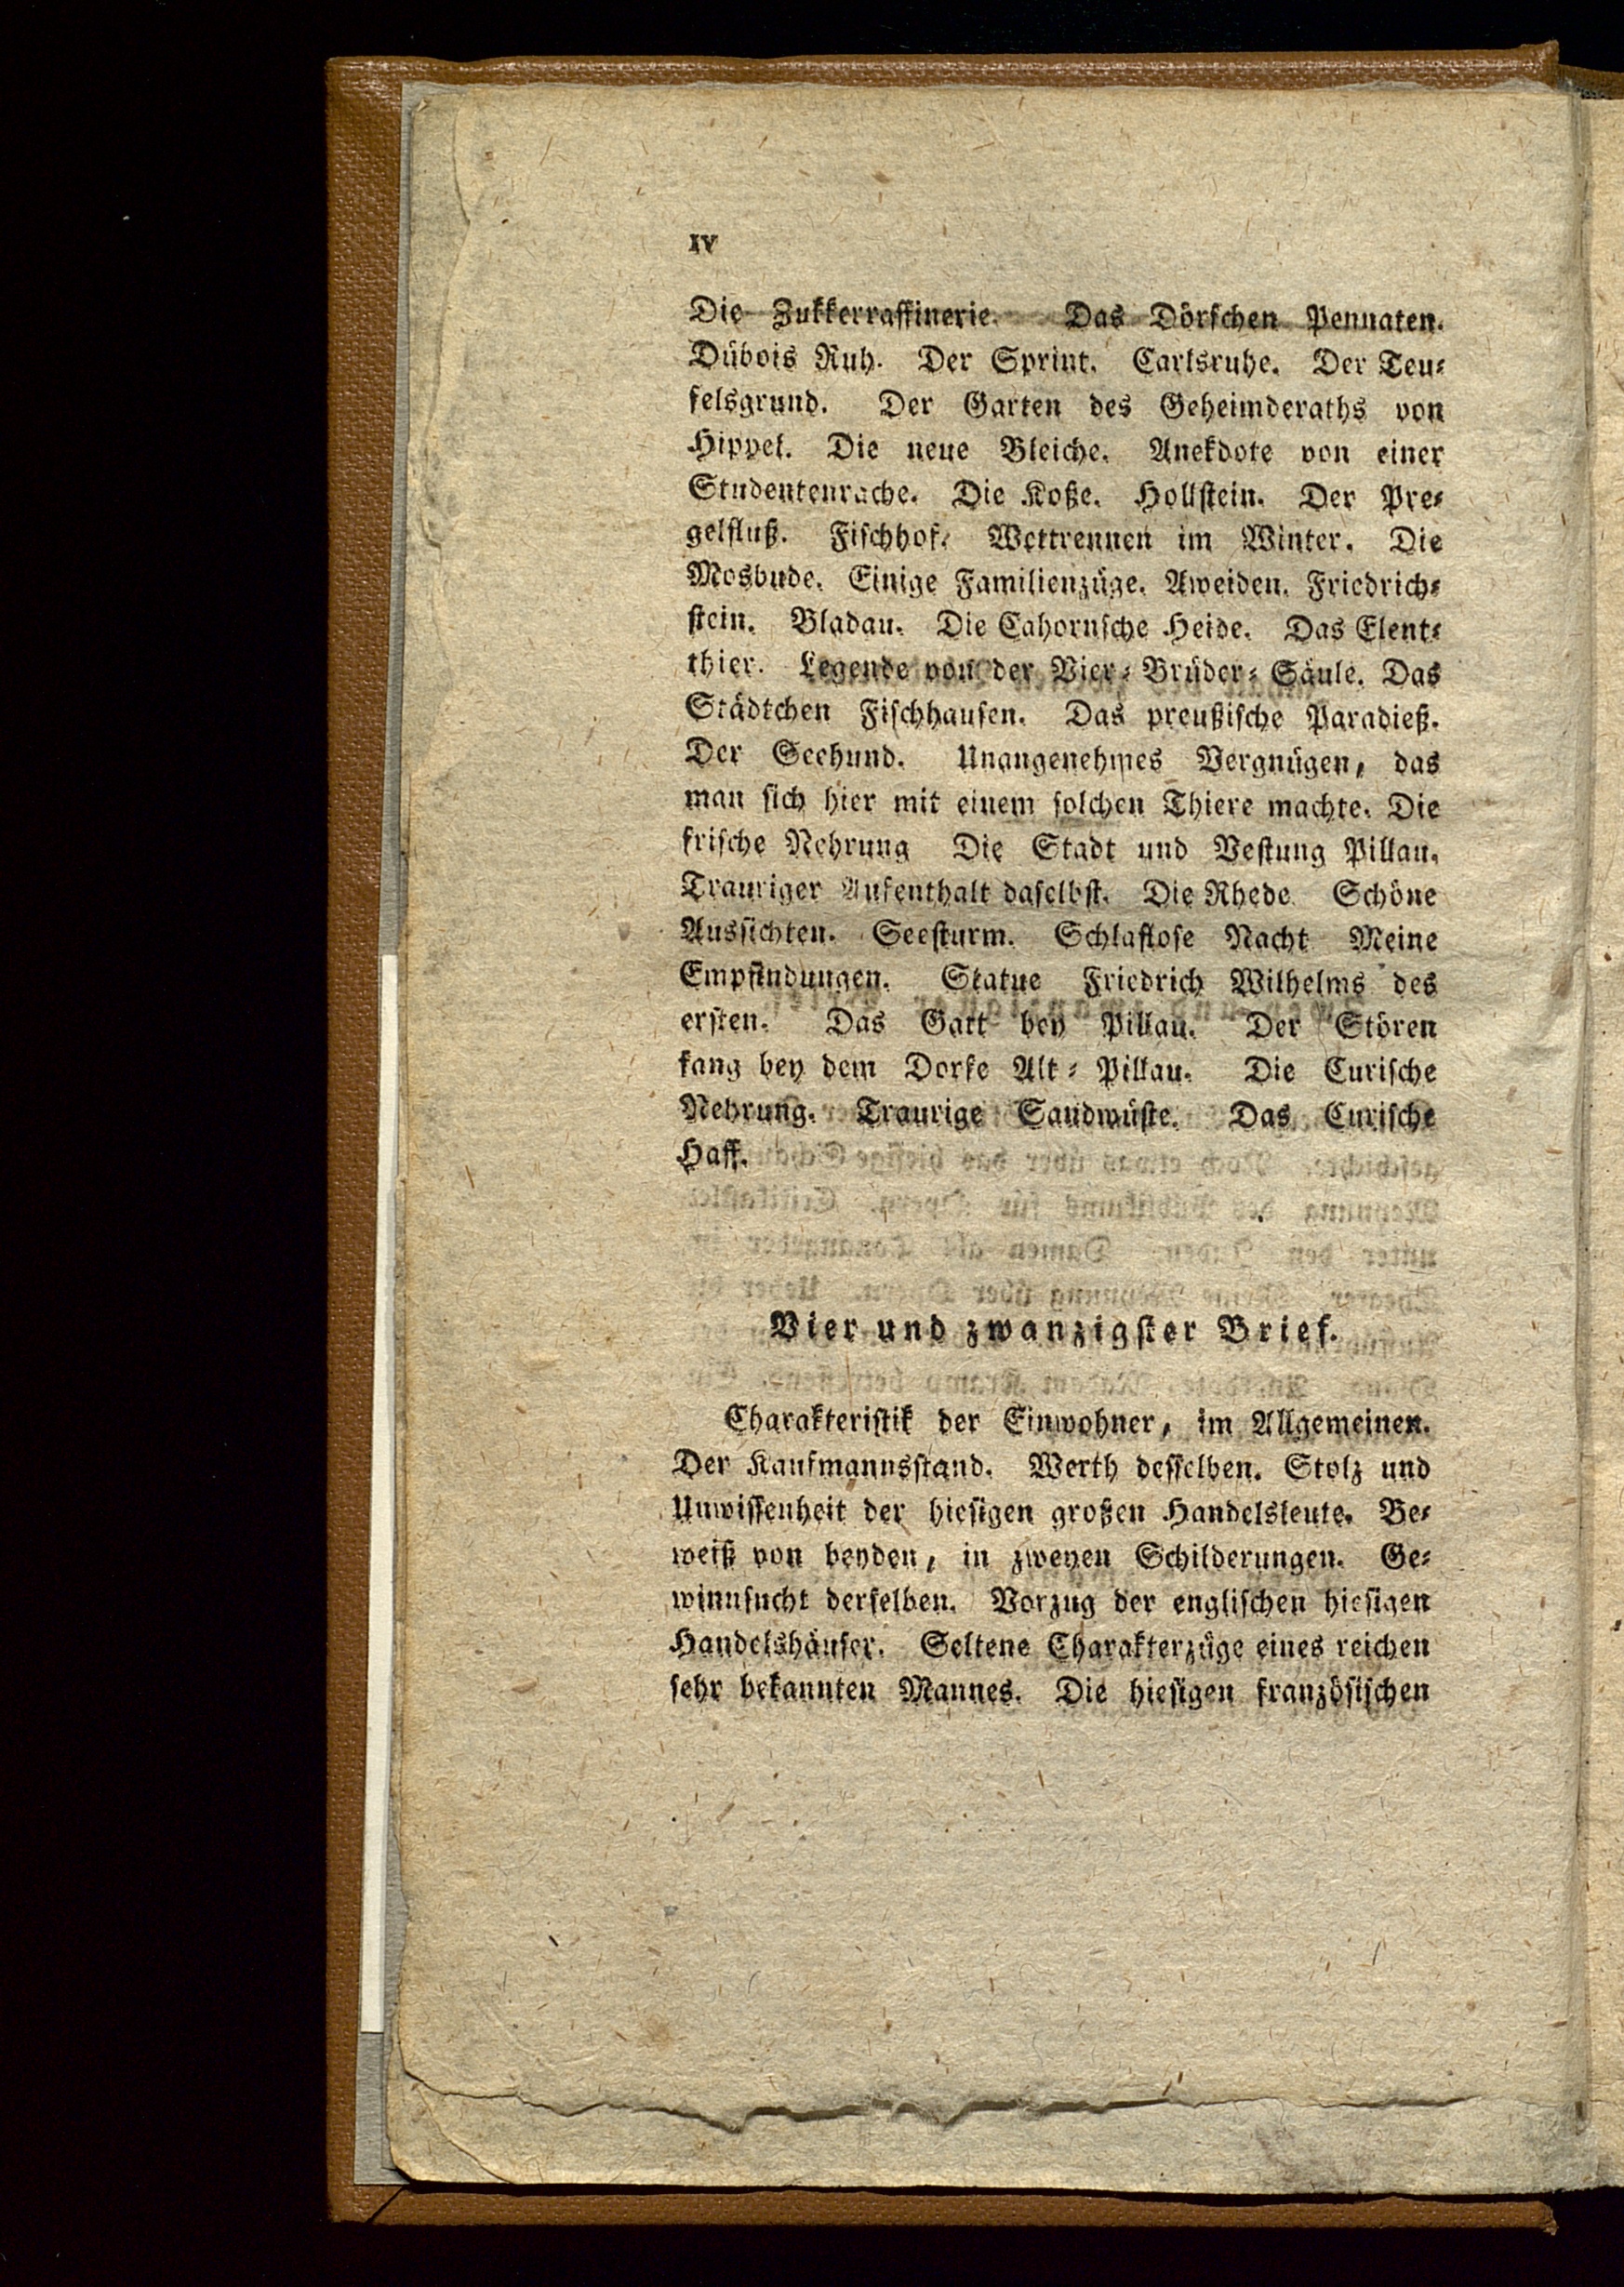 IV
Die Zukkerraffinerie. Das Dörfchen Pennaten.
Dübois Ruh. Der Sprint. Carlsruhe. Der Teu⸗
felsgrund. Der Garten des Geheimderaths von
Hippel. Die neue Bleiche. Anekdote von einer
Studentenrache. Die Koße. Hollstein. Der Pre⸗
gelfluß. Fischhof. Wettrennen im Winter. Die
Mosbude. Einige Familienzüge. Aweiden. Friedrich⸗
stein. Bladau. Die Cahornsche Heide. Das Elent⸗
thier. Legende von der Vier⸗Brüder⸗Säule. Das
Städtchen Fischhausen. Das preußische Paradieß.
Der Seehund. Unangenehmes Vergnügen, das
man sich hier mit einem solchen Thiere machte. Die
frische Nehrung Die Stadt und Vestung Pillau.
Trauriger Aufenthalt daselbst. Die Rhede Schöne
Aussichten. Seesturm. Schlaflose Nacht Meine
Empfindungen. Statue Friedrich Wilhelms des
ersten. Das Gatt bey Pillau. Der Stören
fang bey dem Dorfe Alt⸗Pillau. Die Curische
Nehrung. Traurige Sandwüste. Das Curische
Haff.
Vier und zwanzigster Brief.
Charakteristik der Einwohner, im Allgemeinen.
Der Kaufmannsstand. Werth desselben. Stolz und
Unwissenheit der hiesigen großen Handelsleute. Be⸗
weiß von beyden, in zweyen Schilderungen. Ge⸗
winnsucht derselben. Vorzug der englischen hiesigen
Handelshäuser. Seltene Charakterzüge eines reichen
sehr bekannten Mannes. Die hiesigen französischen